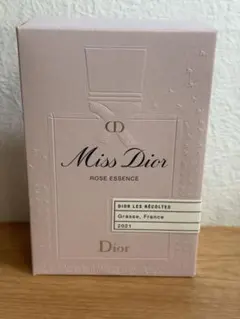 CD
Miss Dior
ROSE ESSENCE
DIOR LES RÉCOLTES
Grasse, France
2021
Dior